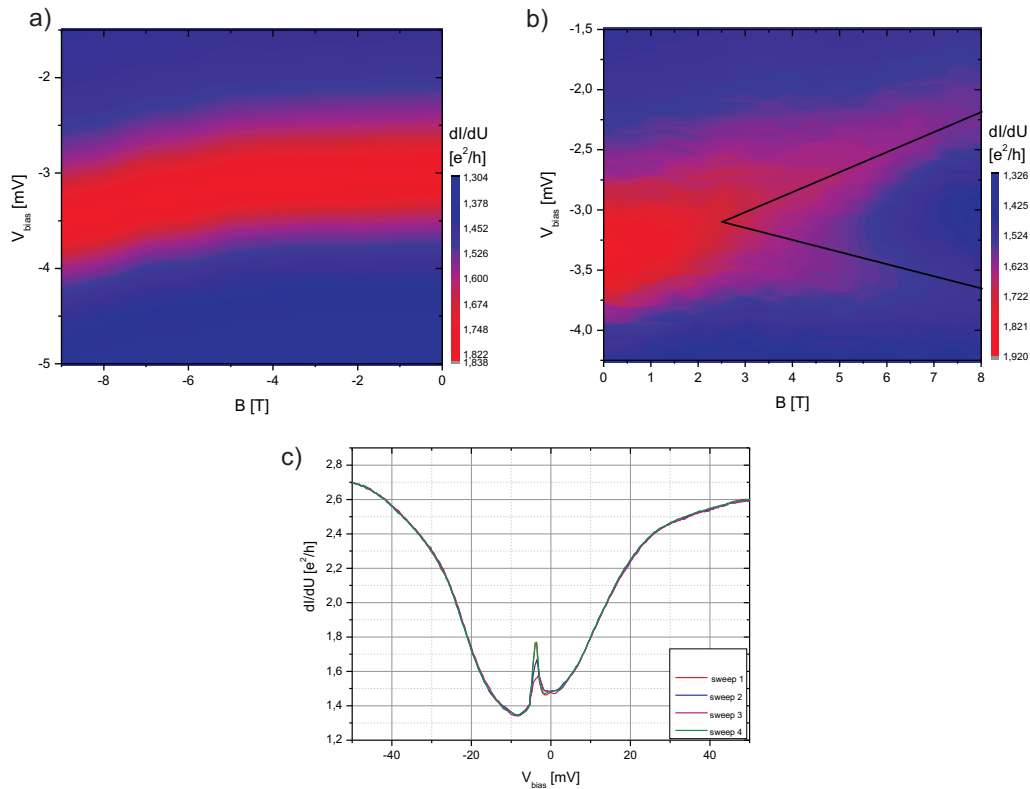 a)
-2
-3
-4
-5
V_bias [mV]
-8 -6 -4 -2 0
B [T]
dI/dU
[e²/h]
1,304
1,378
1,452
1,526
1,600
1,674
1,748
1,822
1,838
b)
-1,5
-2,0
-2,5
-3,0
-3,5
-4,0
V_bias [mV]
0 1 2 3 4 5 6 7 8
B [T]
dI/dU
[e²/h]
1,326
1,425
1,524
1,623
1,722
1,821
1,920
c)
2,8
2,6
2,4
2,2
2,0
1,8
1,6
1,4
1,2
dI/dU [e²/h]
-40 -20 0 20 40
V_bias [mV]
sweep 1
sweep 2
sweep 3
sweep 4